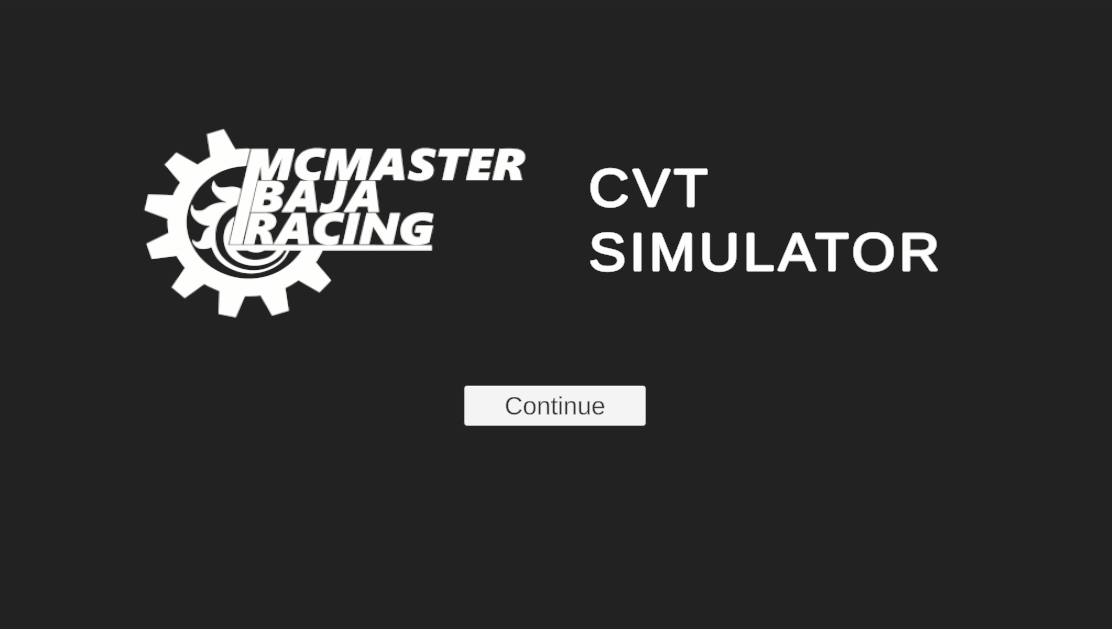 MCMASTER
BAJA
RACING
CVT
SIMULATOR
Continue